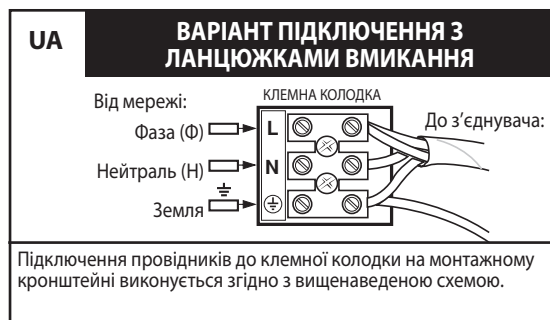 UA
ВАРІАНТ ПІДКЛЮЧЕННЯ З
ЛАНЦЮЖКАМИ ВМИКАННЯ
Від мережі:
КЛЕМНА КОЛОДКА
До з’єднувача:
Фаза (Ф)
L
Нейтраль (Н)
N
Земля
Підключення провідників до клемної колодки на монтажному
кронштейні виконується згідно з вищенаведеною схемою.